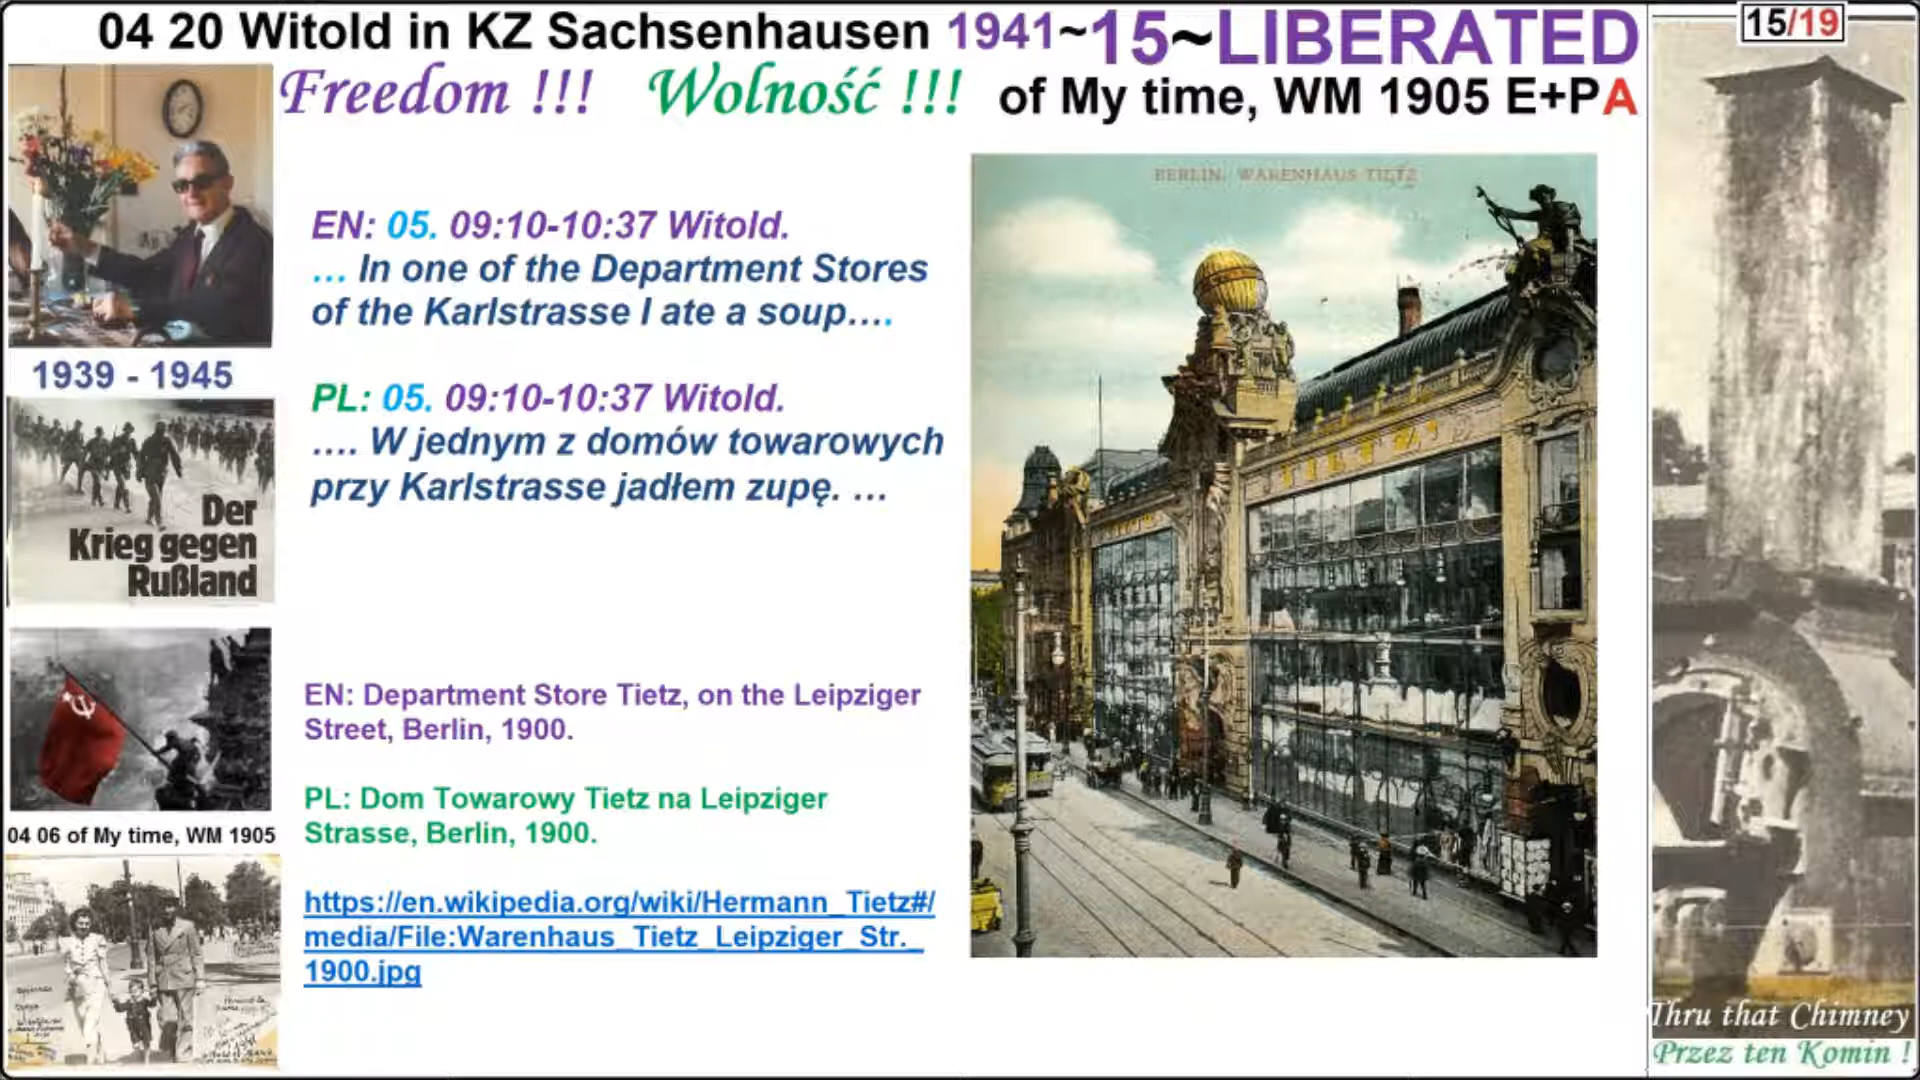 04 20 Witold in KZ Sachsenhausen 1941~15~LIBERATED
15/19
Freedom !!! Wolność !!! of My time, WM 1905 E+PA
BERLIN. WARENHAUS TIETZ
EN: 05. 09:10-10:37 Witold.
... In one of the Department Stores
of the Karlstrasse I ate a soup....
1939 - 1945
PL: 05. 09:10-10:37 Witold.
.... W jednym z domów towarowych
przy Karlstrasse jadłem zupę. ...
TIETZ
Der
Krieg gegen
Rußland
EN: Department Store Tietz, on the Leipziger
Street, Berlin, 1900.
PL: Dom Towarowy Tietz na Leipziger
Strasse, Berlin, 1900.
04 06 of My time, WM 1905
https://en.wikipedia.org/wiki/Hermann_Tietz#/
media/File:Warenhaus_Tietz_Leipziger_Str._
1900.jpg
Thru that Chimney
Przez ten Komin !